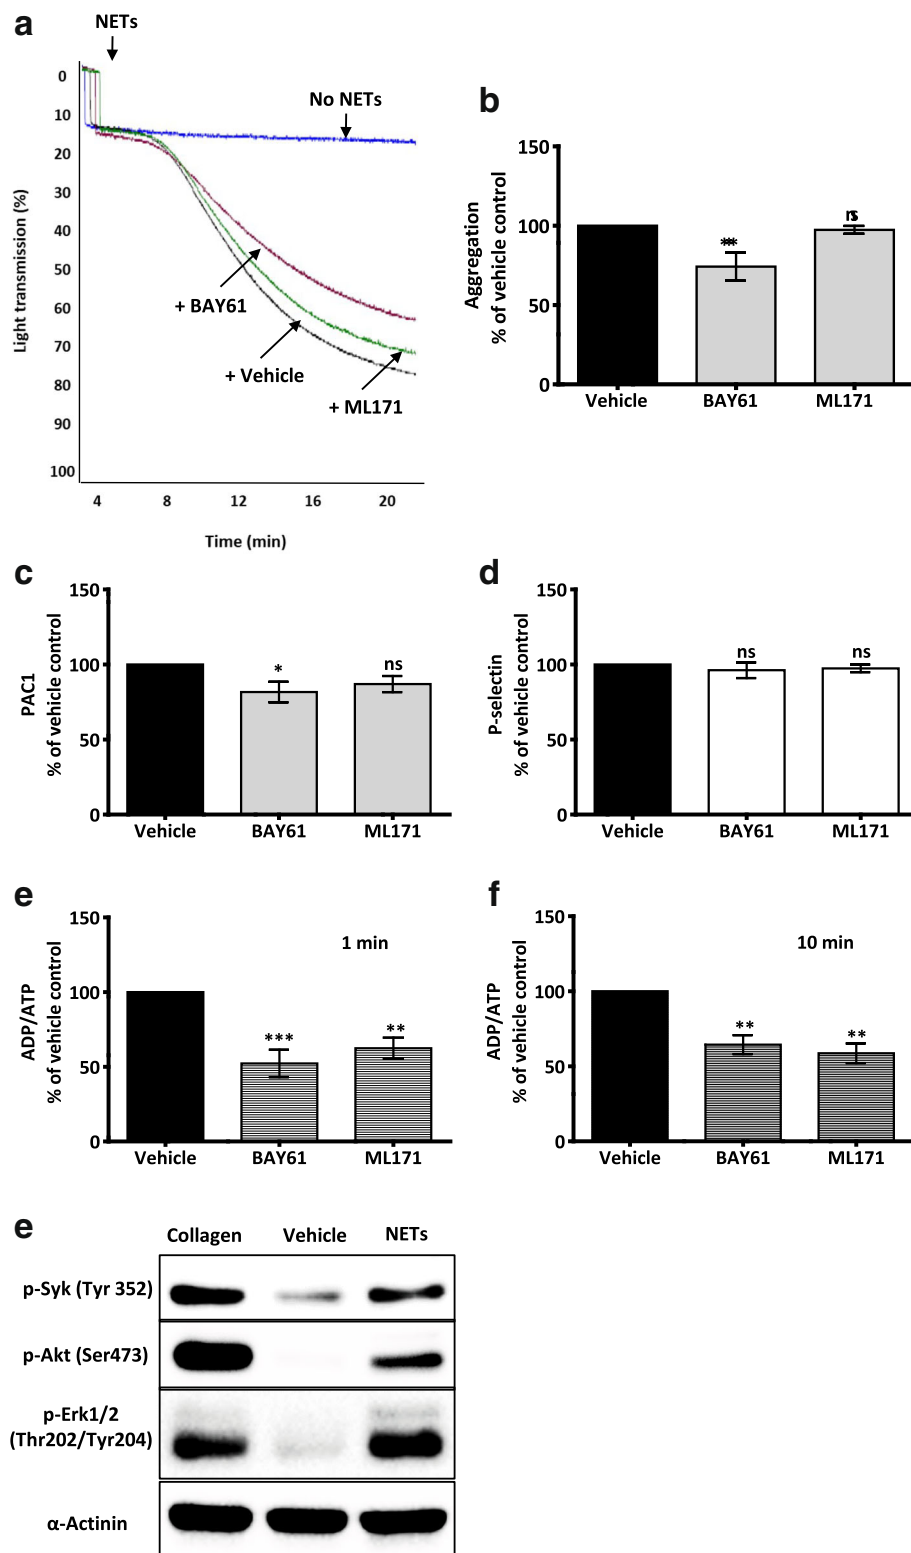 a
NETs
No NETs
0
10
20
30
40
50
60
70
80
90
100
Light transmission (%)
+ BAY61
+ Vehicle
+ ML171
4 8 12 16 20
Time (min)
b
150
100
50
0
Aggregation
% of vehicle control
**
ns
Vehicle BAY61 ML171
c
150
100
50
0
PAC1
% of vehicle control
*
ns
Vehicle BAY61 ML171
d
150
100
50
0
P-selectin
% of vehicle control
ns
ns
Vehicle BAY61 ML171
e
150
100
50
0
ADP/ATP
% of vehicle control
1 min
***
**
Vehicle BAY61 ML171
f
150
100
50
0
ADP/ATP
% of vehicle control
10 min
**
**
Vehicle BAY61 ML171
e
Collagen Vehicle NETs
p-Syk (Tyr 352)
p-Akt (Ser473)
p-Erk1/2
(Thr202/Tyr204)
α-Actinin